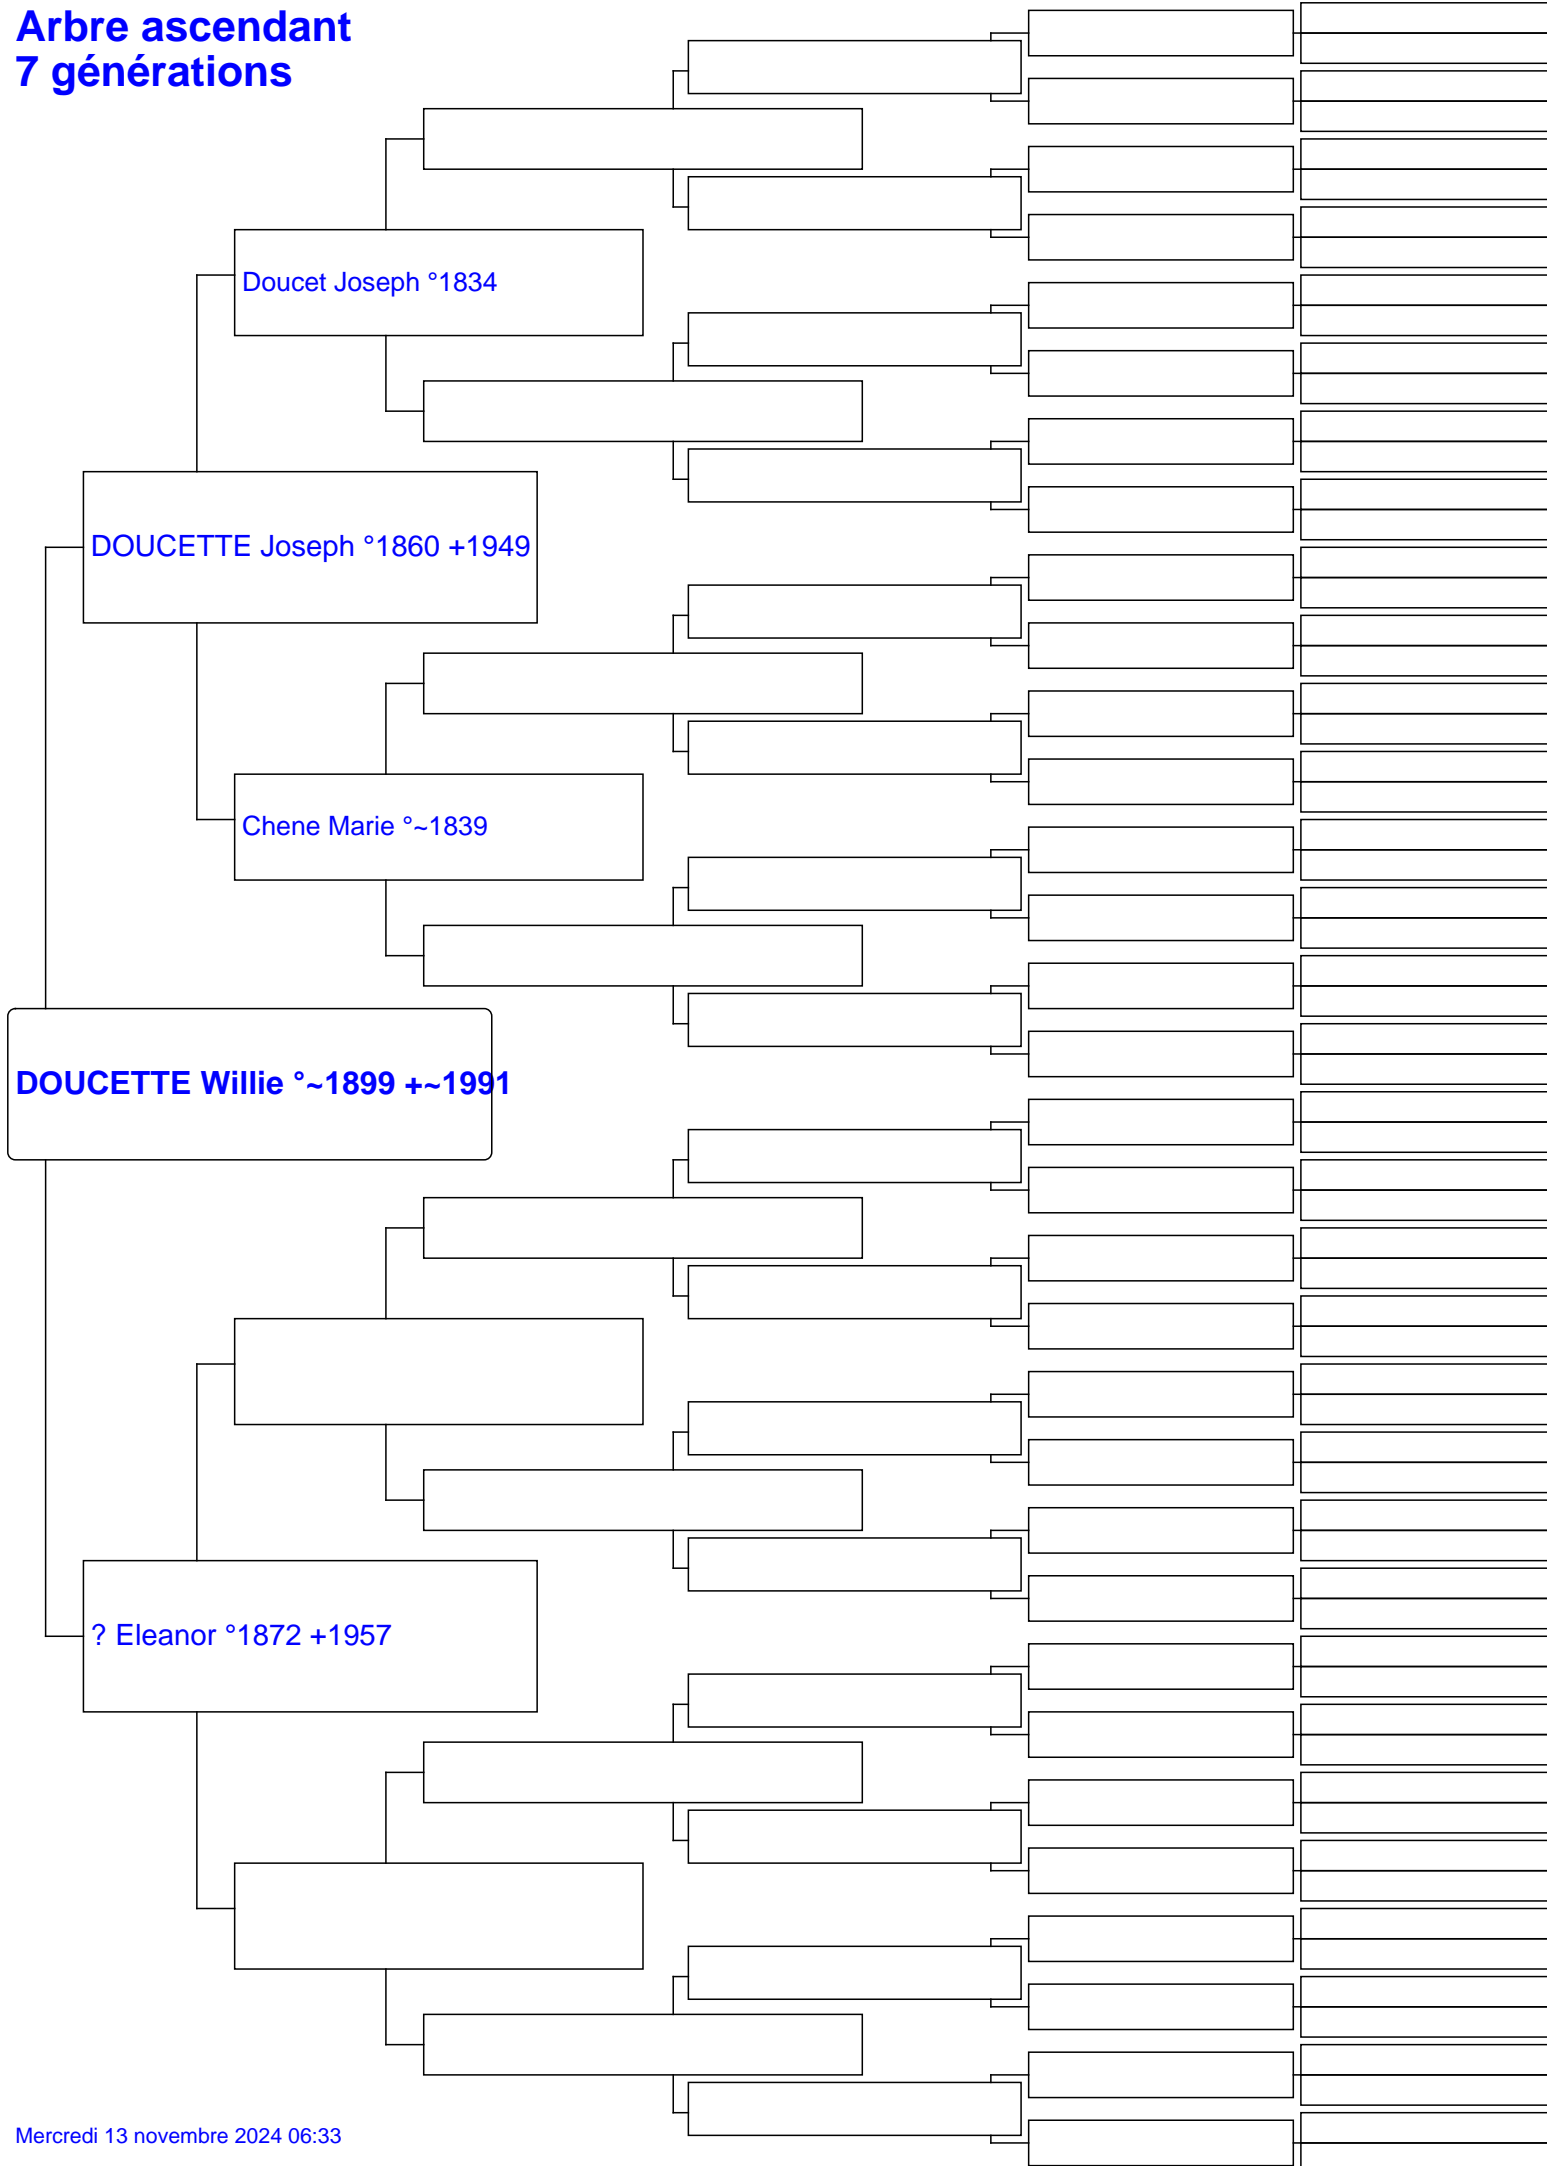 Arbre ascendant
7 générations
Doucet Joseph °1834
DOUCETTE Joseph °1860 +1949
Chene Marie °~1839
DOUCETTE Willie °~1899 +~1991
? Eleanor °1872 +1957
Mercredi 13 novembre 2024 06:33